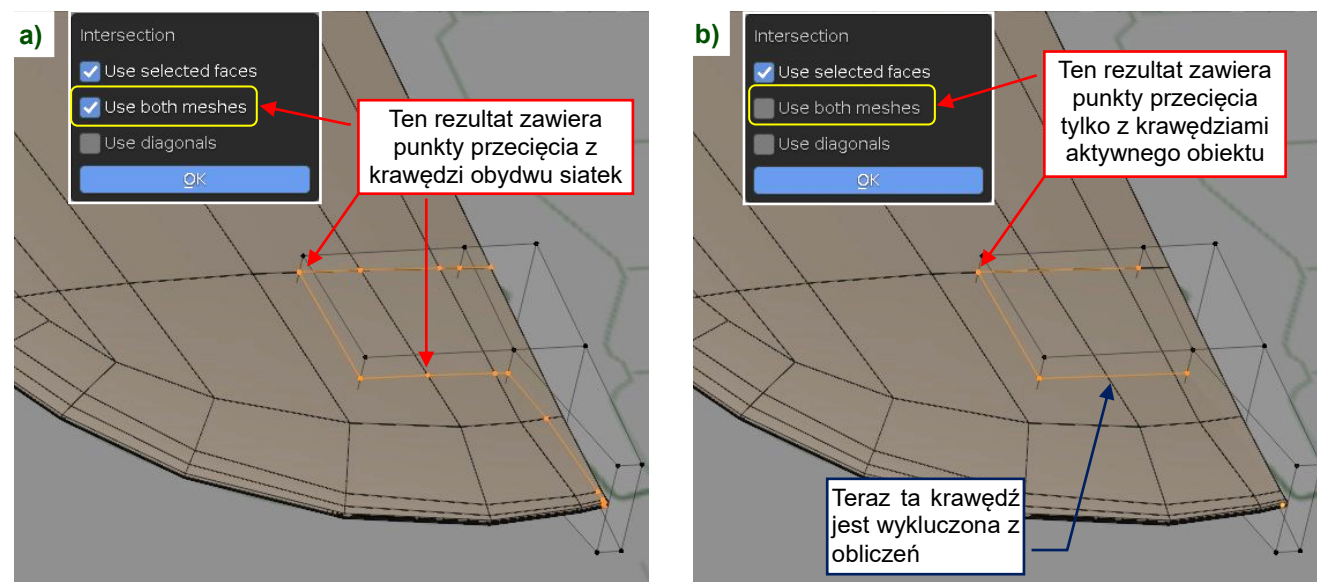 a)
Intersection
Use selected faces
Use both meshes
Use diagonals
OK
Ten rezultat zawiera
punkty przecięcia z
krawędzi obydwu siatek
b)
Intersection
Use selected faces
Use both meshes
Use diagonals
OK
Ten rezultat zawiera
punkty przecięcia
tylko z krawędziami
aktywnego obiektu
Teraz ta krawędź
jest wykluczona z
obliczeń